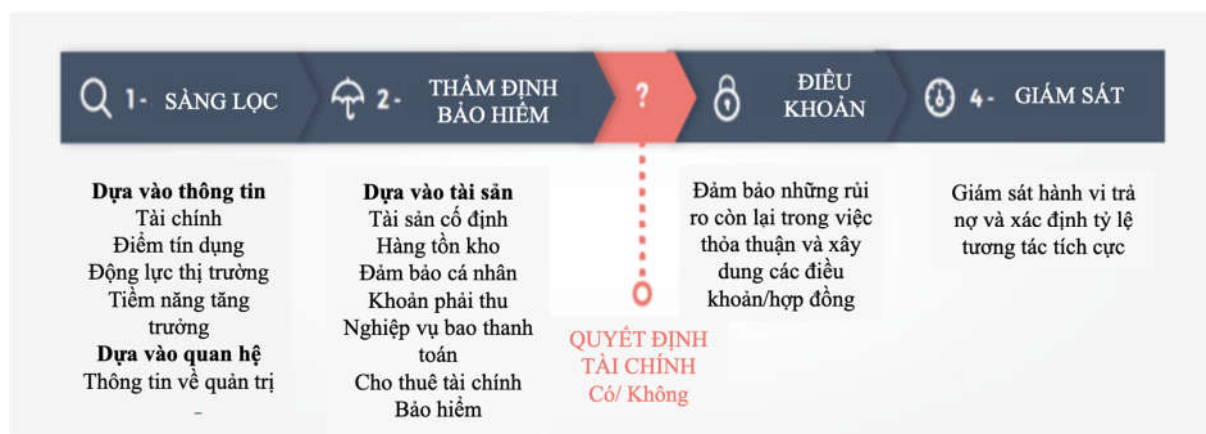 1- SÀNG LỌC
2- THẨM ĐỊNH
BẢO HIỂM
?
ĐIỀU
KHOẢN
4- GIÁM SÁT
Dựa vào thông tin
Tài chính
Điểm tín dụng
Động lực thị trường
Tiềm năng tăng
trưởng
Dựa vào quan hệ
Thông tin về quản trị
-
Dựa vào tài sản
Tài sản cố định
Hàng tồn kho
Đảm bảo cá nhân
Khoản phải thu
Nghiệp vụ bao thanh
toán
Cho thuê tài chính
Bảo hiểm
QUYẾT ĐỊNH
TÀI CHÍNH
Có/ Không
Đảm bảo những rủi
ro còn lại trong việc
thỏa thuận và xây
dung các điều
khoản/hợp đồng
Giám sát hành vi trả
nợ và xác định tỷ lệ
tương tác tích cực